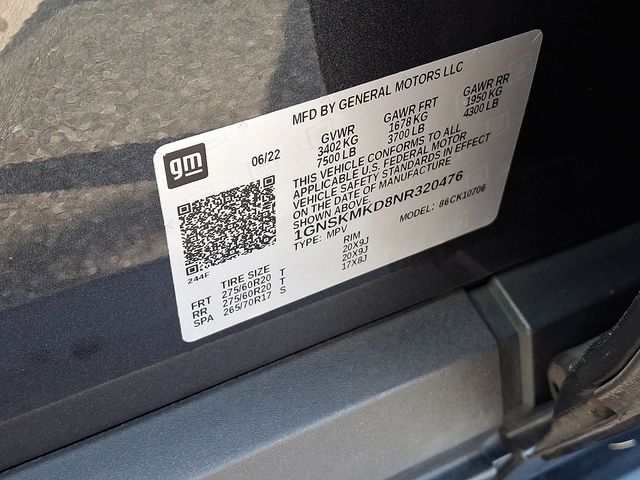 MFD BY GENERAL MOTORS LLC
gm
06/22
GVWR GAWR FRT GAWR RR
3402 KG 1678 KG 1950 KG
7500 LB 3700 LB 4300 LB
THIS VEHICLE CONFORMS TO ALL
APPLICABLE U.S. FEDERAL MOTOR
VEHICLE SAFETY STANDARDS IN EFFECT
ON THE DATE OF MANUFACTURE
SHOWN ABOVE.
1GNSKMKD8NR320476
TYPE: MPV MODEL: 86CK10706
244F
TIRE SIZE RIM
FRT 275/60R20 T 20X9J
RR 275/60R20 T 20X9J
SPA 265/70R17 S 17X8J